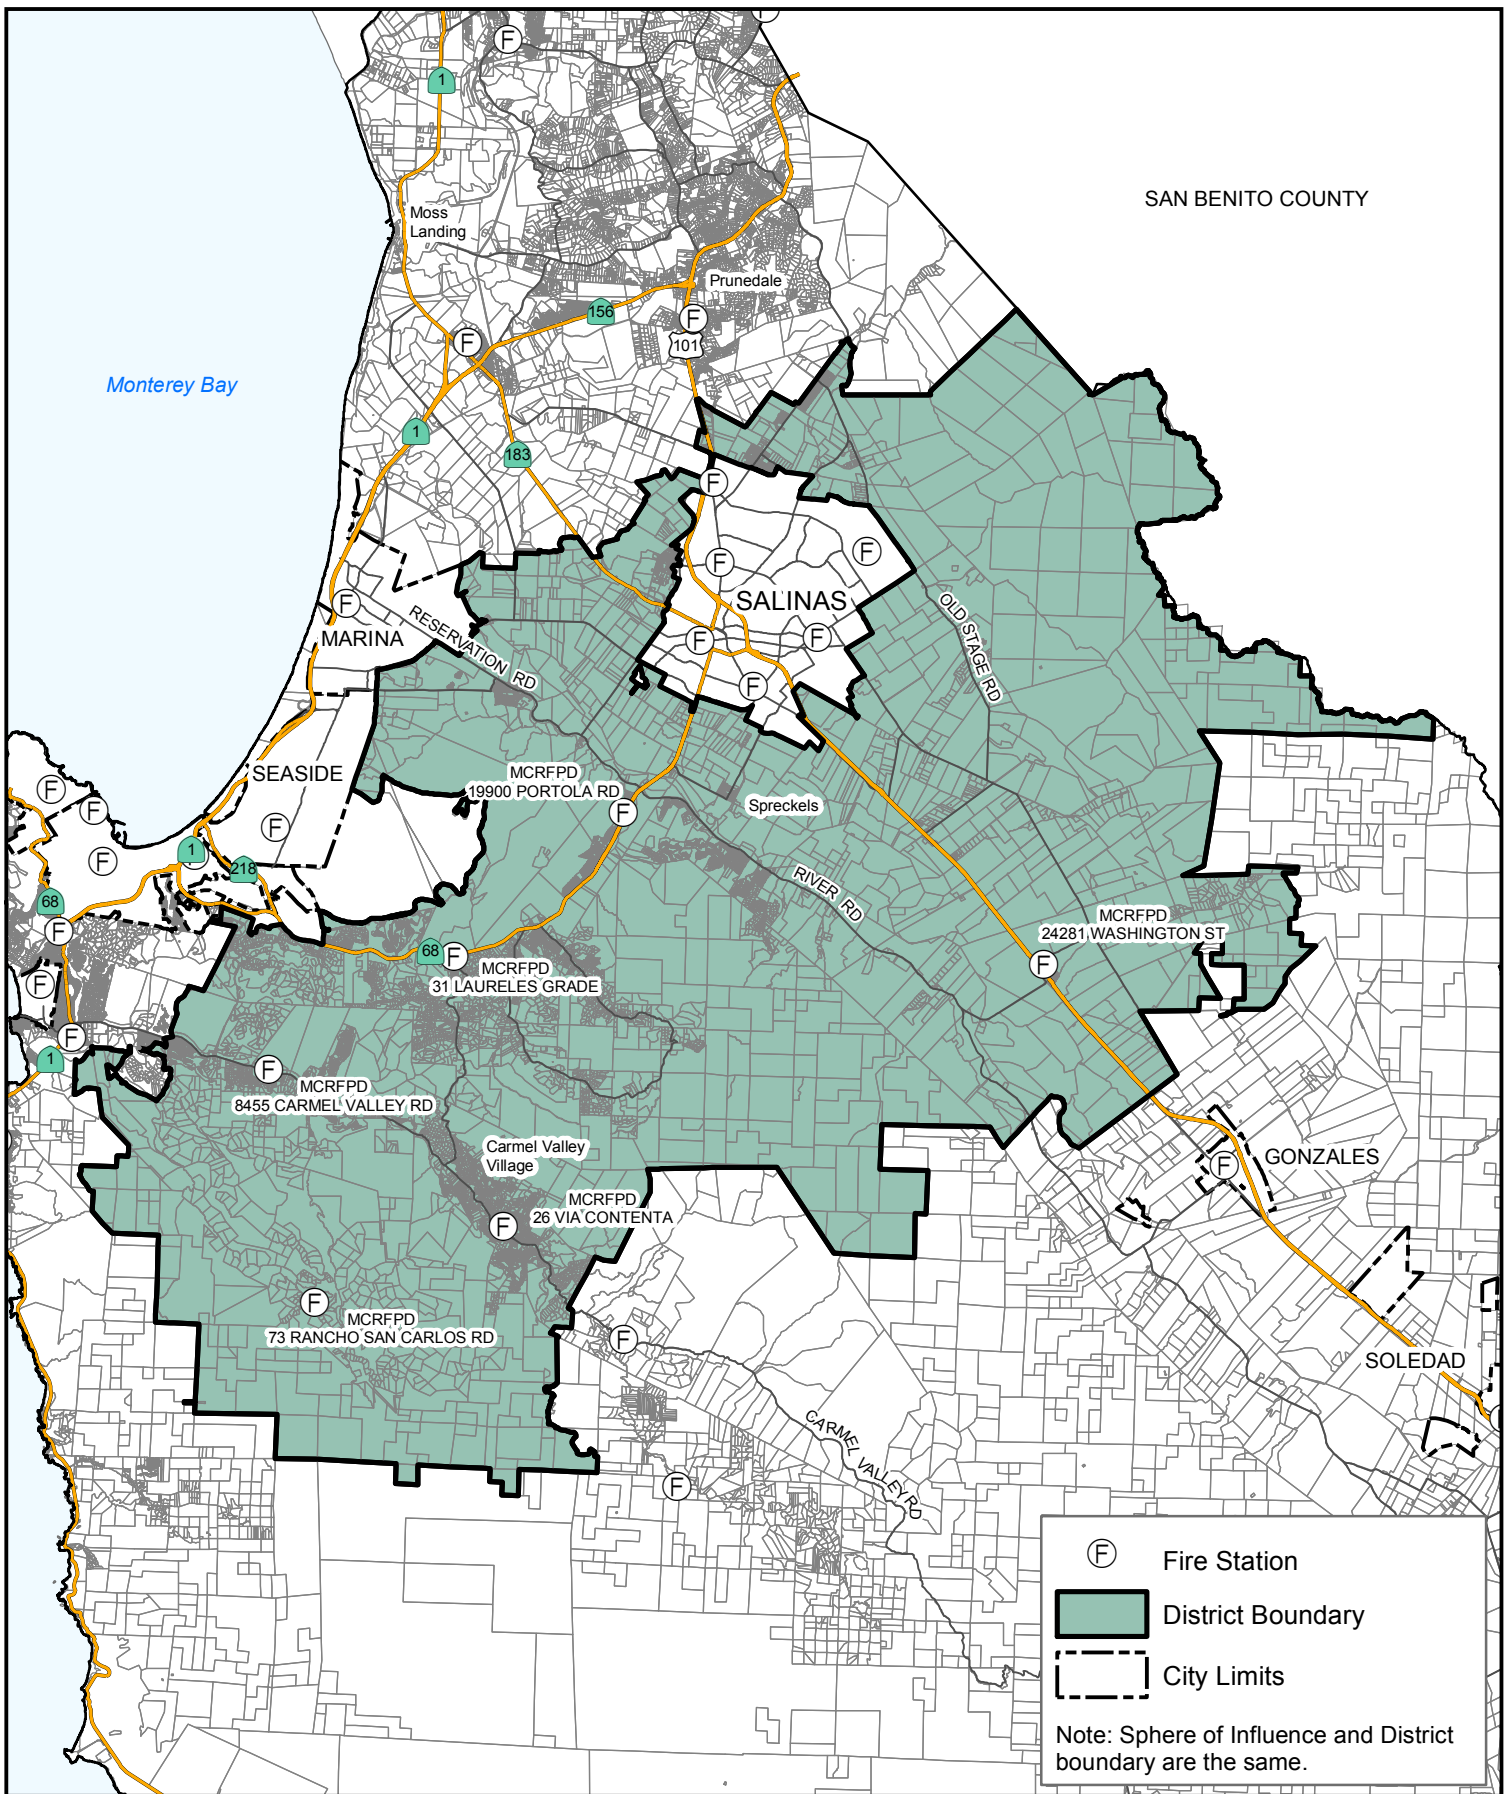 F
F
1
SAN BENITO COUNTY
Moss
Landing
Prunedale
156
F
101
F
Monterey Bay
1
183
F
F
F
SALINAS
F
MARINA
RESERVATION RD
OLD STAGE RD
F
F
F
SEASIDE
MCRFPD
19900 PORTOLA RD
F
F
F
Spreckels
F
F
1
218
68
RIVER RD
F
MCRFPD
24281 WASHINGTON ST
68
F
F
MCRFPD
31 LAURELES GRADE
F
F
1
F
MCRFPD
8455 CARMEL VALLEY RD
Carmel Valley
Village
GONZALES
F
MCRFPD
26 VIA CONTENTA
F
F
MCRFPD
73 RANCHO SAN CARLOS RD
F
SOLEDAD
CARMEL VALLEY RD
F
F Fire Station
District Boundary
City Limits
Note: Sphere of Influence and District
boundary are the same.